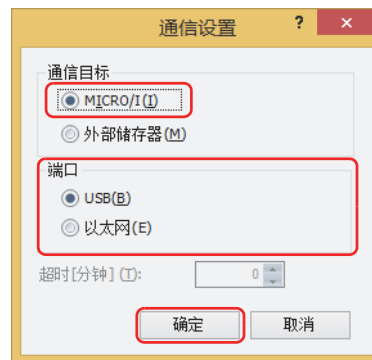 通信设置 ? ×
通信目标
MICRO/I(I)
外部储存器(M)
端口
USB(B)
以太网(E)
超时[分钟] (T): 0
确定 取消